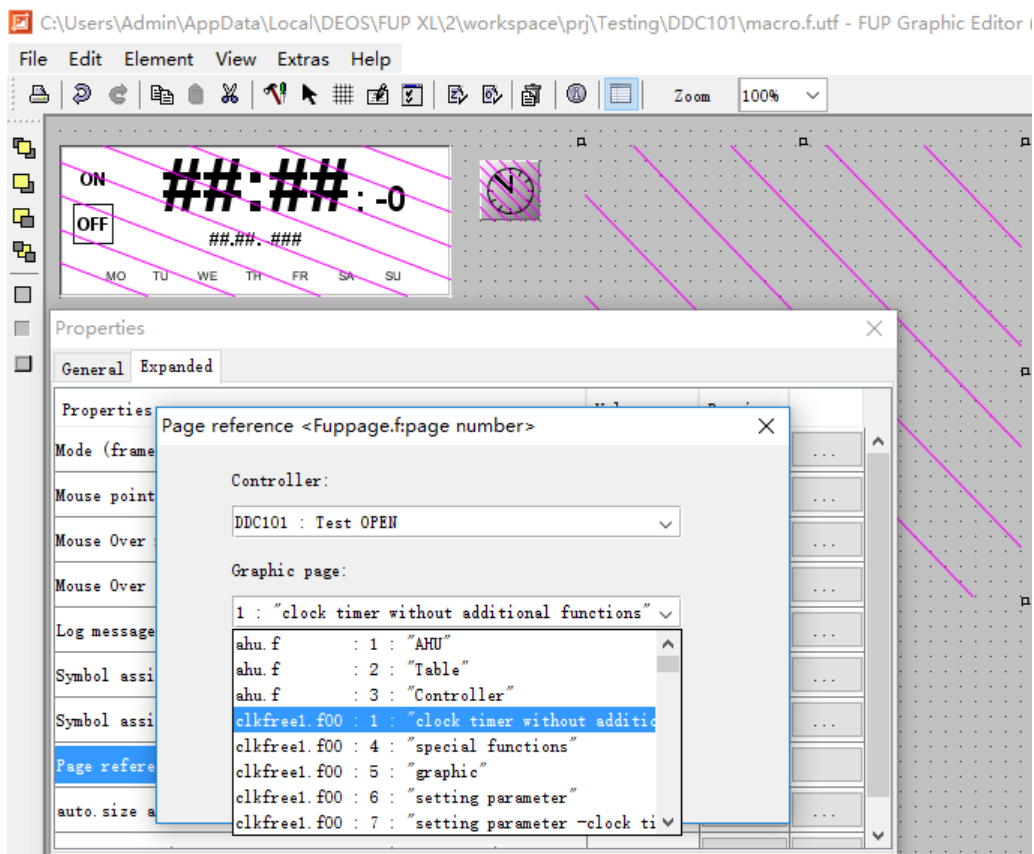 C:\Users\Admin\AppData\Local\DEOS\FUP XL\2\workspace\prj\Testing\DDC101\macro.f.utf - FUP Graphic Editor (
File Edit Element View Extras Help
Zoom 100%
ON ##:## : -0
OFF
##.##. ###
MO TU WE TH FR SA SU
Properties
General Expanded
Properties
Page reference <Fuppage.f:page number>
Mode (frame
...
Controller:
Mouse point
...
DDC101 : Test OPEN
Mouse Over
...
Graphic page:
Mouse Over
...
1 : "clock timer without additional functions"
Log message
...
ahu.f : 1 : "AHU"
ahu.f : 2 : "Table"
Symbol assi
...
ahu.f : 3 : "Controller"
Symbol assi
...
clkfree1.f00 : 1 : "clock timer without additic
clkfree1.f00 : 4 : "special functions"
Page refere
clkfree1.f00 : 5 : "graphic"
clkfree1.f00 : 6 : "setting parameter"
auto.size a
...
clkfree1.f00 : 7 : "setting parameter -clock ti